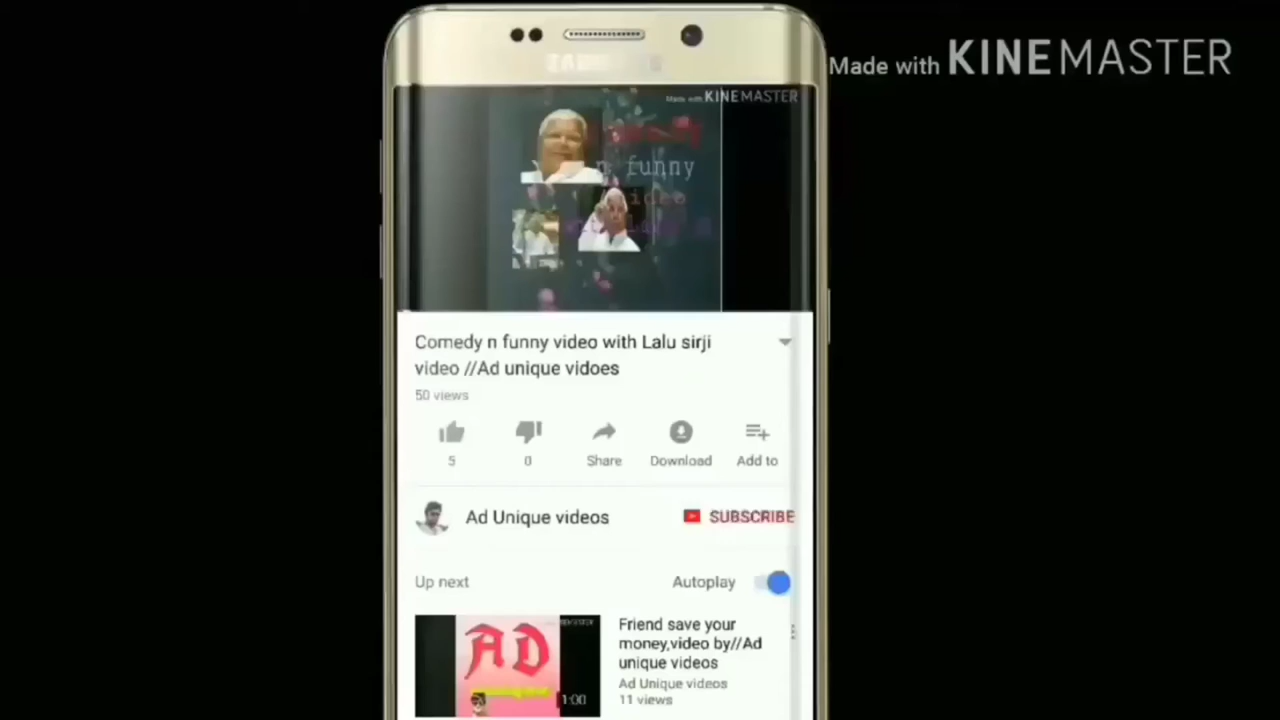 Made with KINEMASTER
SAMSUNG
Made with KINEMASTER
n funny
video
Comedy n funny video with Lalu sirji
video //Ad unique vidoes
50 views
5
0
Share
Download
Add to
Ad Unique videos
SUBSCRIBE
Up next
Autoplay
AD
1:00
Friend save your
money,video by//Ad
unique videos
Ad Unique videos
11 views